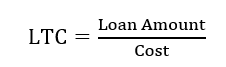 LTC = Loan Amount
Cost